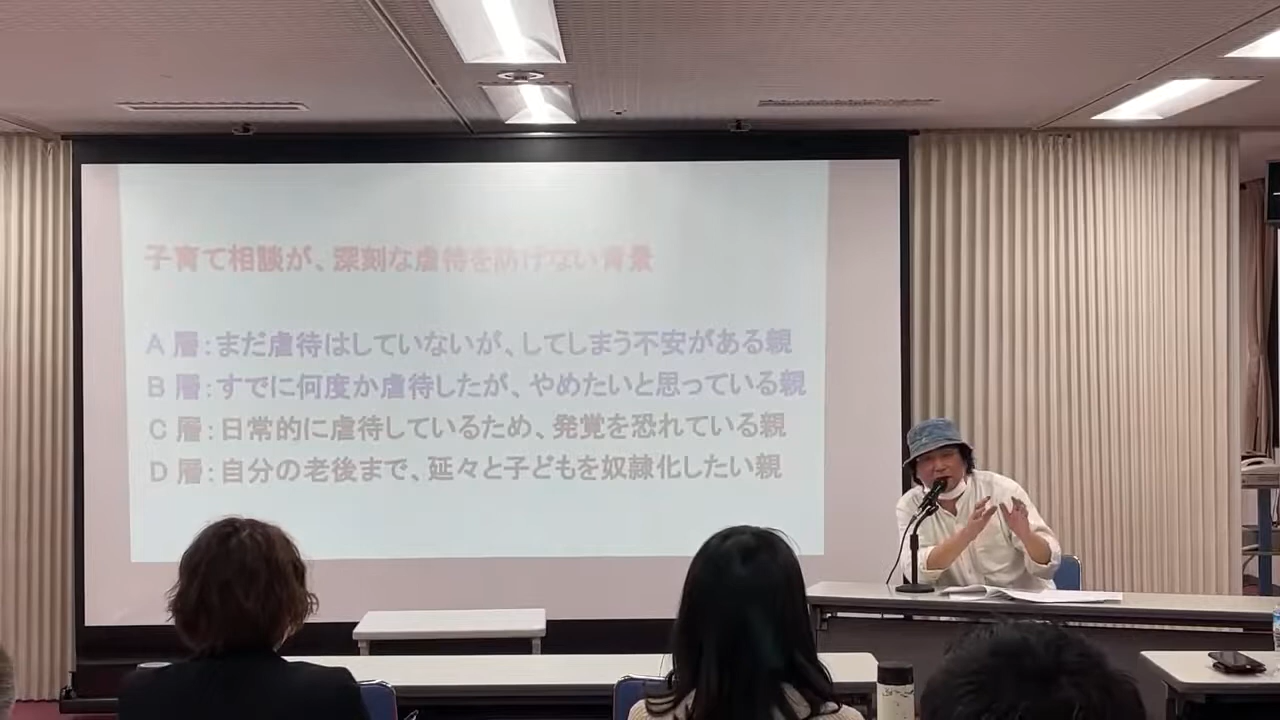 子育て相談が、深刻な虐待を防げない背景
A 層：まだ虐待はしていないが、してしまう不安がある親
B 層：すでに何度か虐待したが、やめたいと思っている親
C 層：日常的に虐待しているため、発覚を恐れている親
D 層：自分の老後まで、延々と子どもを奴隷化したい親